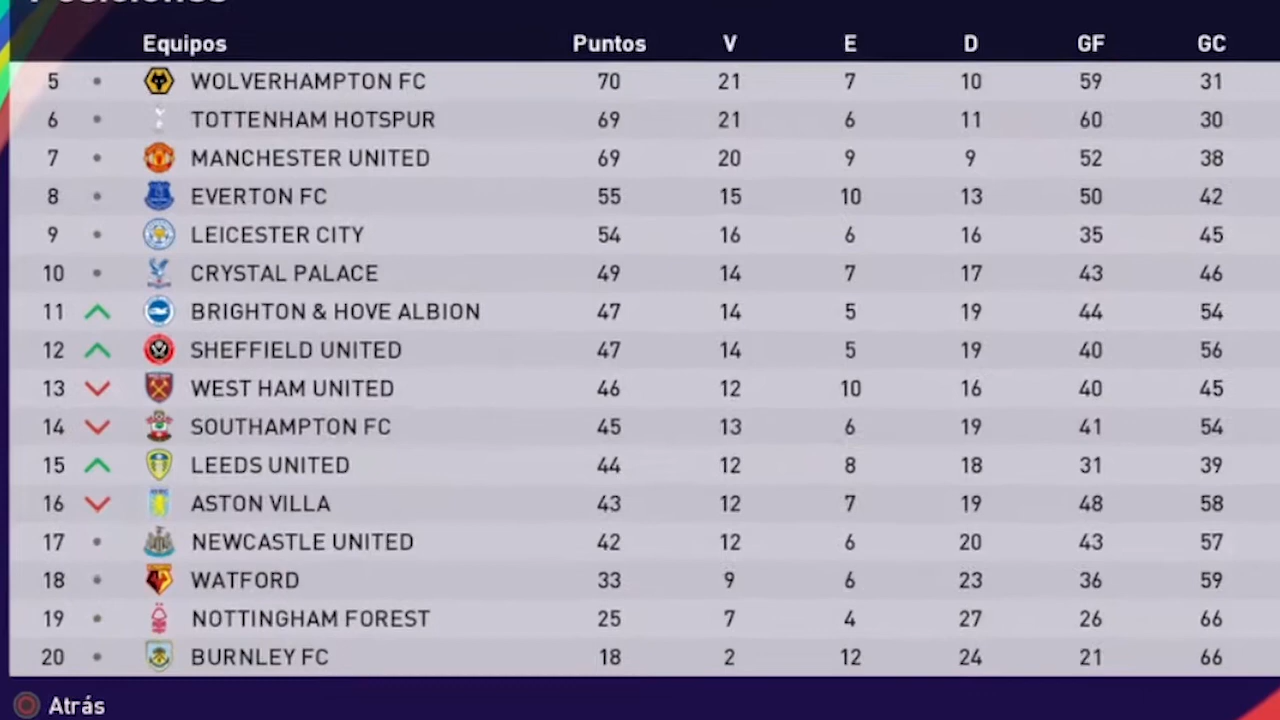 Posiciones
Equipos Puntos V E D GF GC
5 WOLVERHAMPTON FC 70 21 7 10 59 31
6 TOTTENHAM HOTSPUR 69 21 6 11 60 30
7 MANCHESTER UNITED 69 20 9 9 52 38
8 EVERTON FC 55 15 10 13 50 42
9 LEICESTER CITY 54 16 6 16 35 45
10 CRYSTAL PALACE 49 14 7 17 43 46
11 BRIGHTON & HOVE ALBION 47 14 5 19 44 54
12 SHEFFIELD UNITED 47 14 5 19 40 56
13 WEST HAM UNITED 46 12 10 16 40 45
14 SOUTHAMPTON FC 45 13 6 19 41 54
15 LEEDS UNITED 44 12 8 18 31 39
16 ASTON VILLA 43 12 7 19 48 58
17 NEWCASTLE UNITED 42 12 6 20 43 57
18 WATFORD 33 9 6 23 36 59
19 NOTTINGHAM FOREST 25 7 4 27 26 66
20 BURNLEY FC 18 2 12 24 21 66
Atrás